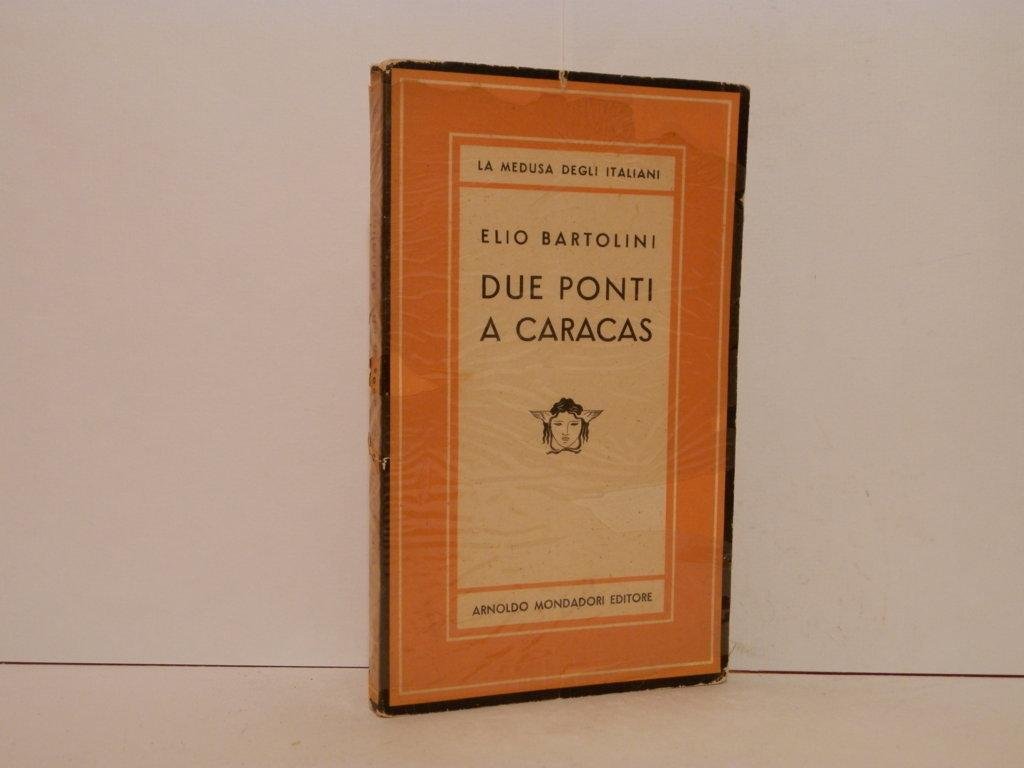 LA MEDUSA DEGLI ITALIANI
ELIO BARTOLINI
DUE PONTI
A CARACAS
ARNOLDO MONDADORI EDITORE